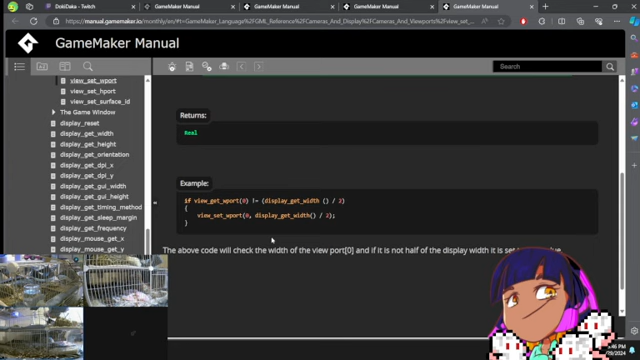 DokiDaka - Twitch
GameMaker Manual
GameMaker Manual
GameMaker Manual
GameMaker Manual
https://manual.gamemaker.io/monthly/en/#t=GameMaker_Language%2FGML_Reference%2FCameras_And_Display%2FCameras_And_Viewports%2Fview_set_
GameMaker Manual
Search
view_set_wport
view_set_hport
view_set_surface_id
The Game Window
display_reset
display_get_width
display_get_height
display_get_orientation
display_get_dpi_x
display_get_dpi_y
display_get_gui_width
display_get_gui_height
display_get_timing_method
display_get_sleep_margin
display_get_frequency
display_mouse_get_x
display_mouse_get_y
Returns:
Real
Example:
if view_get_wport(0) != (display_get_width () / 2)
{
view_set_wport(0, display_get_width() / 2);
}
The above code will check the width of the view port[0] and if it is not half of the display width it is set